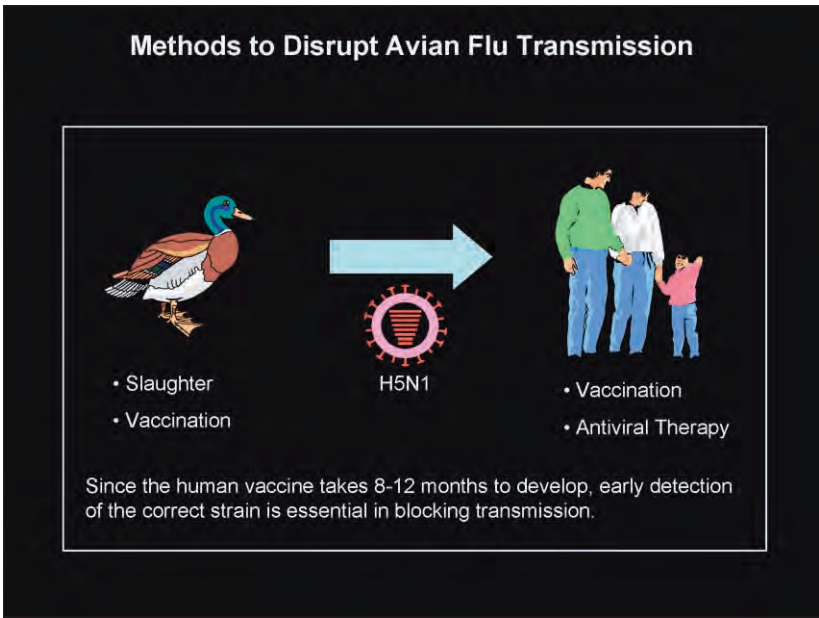 Methods to Disrupt Avian Flu Transmission
• Slaughter
• Vaccination
H5N1
• Vaccination
• Antiviral Therapy
Since the human vaccine takes 8-12 months to develop, early detection
of the correct strain is essential in blocking transmission.